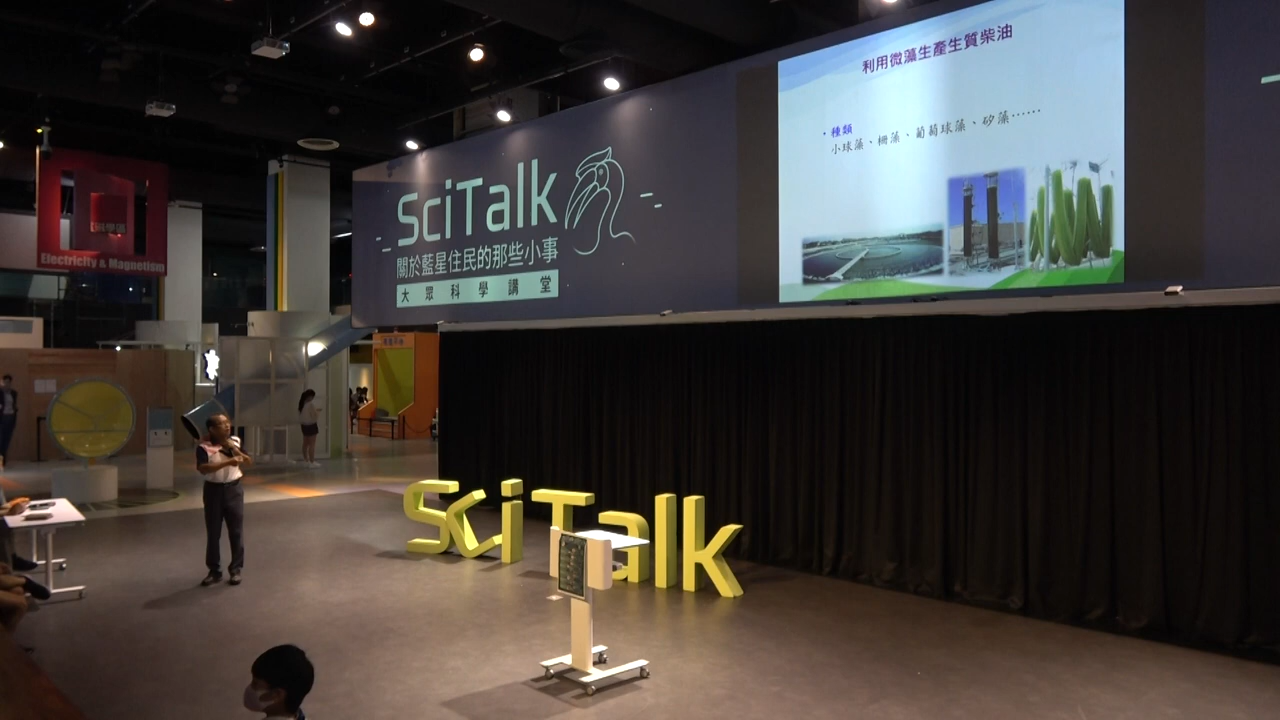 利用微藻生產生質柴油
· 種類
小球藻、柵藻、葡萄球藻、矽藻⋯⋯
SciTalk
關於藍星住民的那些小事
大眾科學講堂
Electricity & Magnetism
SciTalk